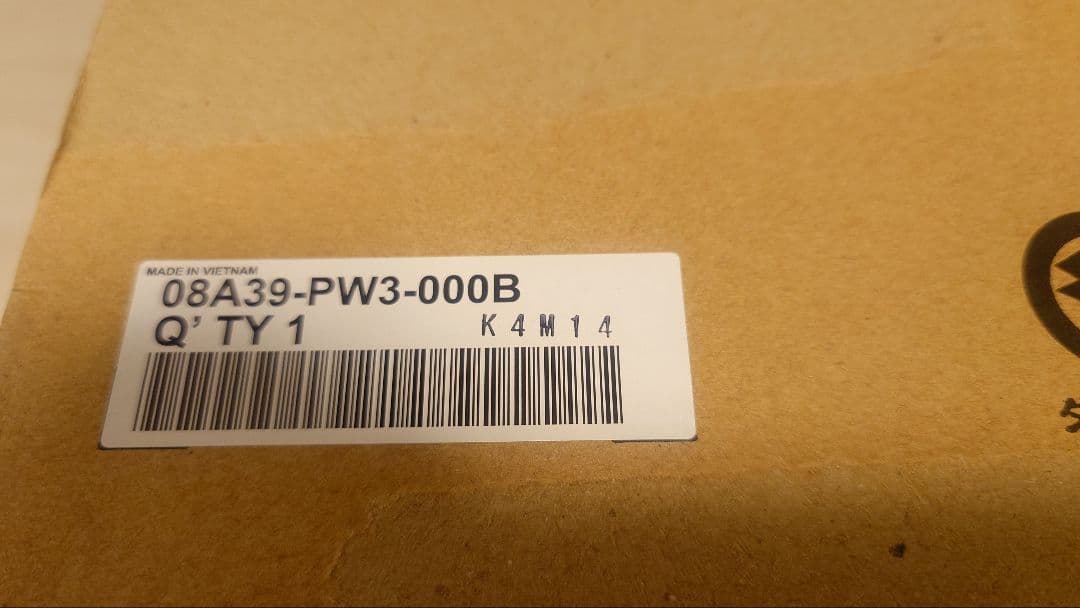 MADE IN VIETNAM
08A39-PW3-000B
Q' TY 1 K4M14